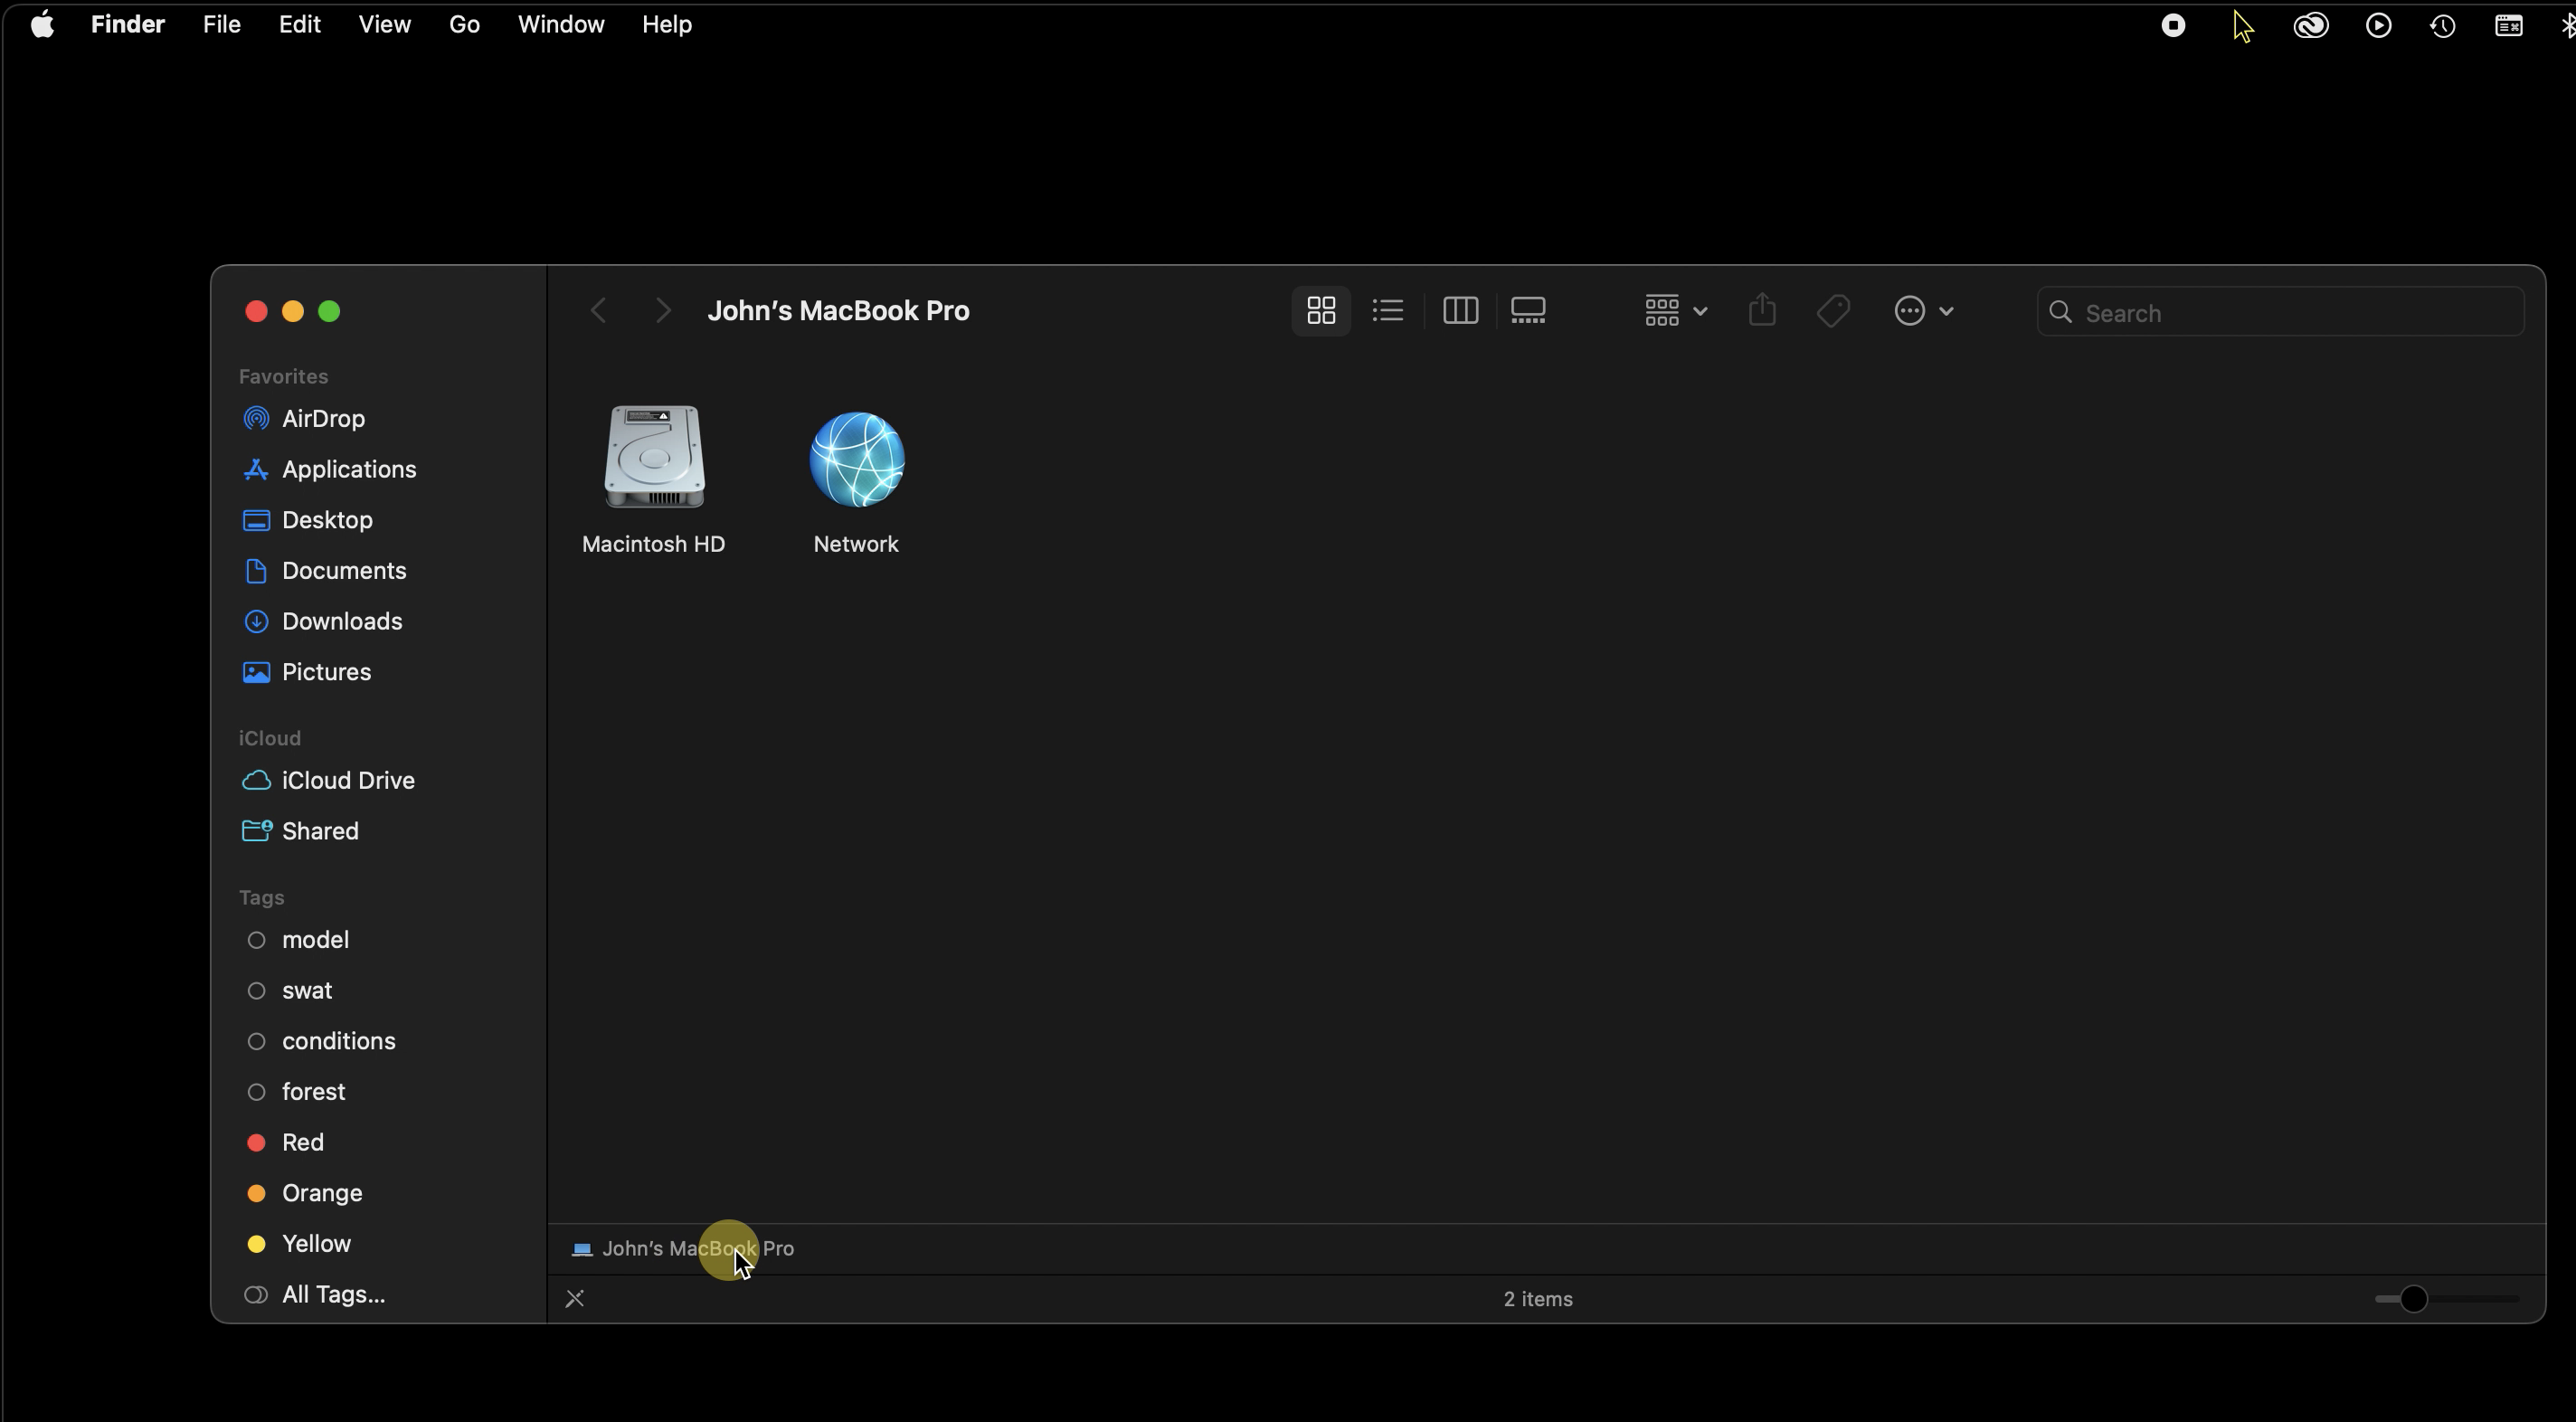 Finder File Edit View Go Window Help
John’s MacBook Pro
Search
Favorites
AirDrop
Applications
Desktop
Documents
Downloads
Pictures
iCloud
iCloud Drive
Shared
Tags
model
swat
conditions
forest
Red
Orange
Yellow
All Tags...
Macintosh HD
Network
John’s MacBook Pro
2 items